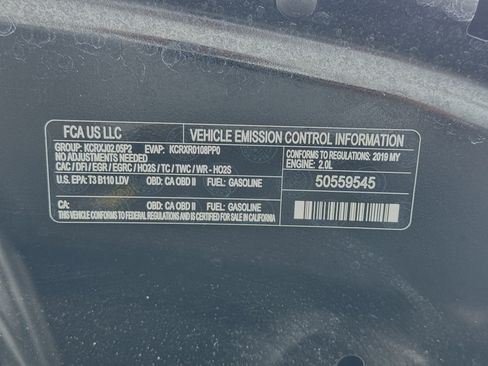 FCA US LLC
VEHICLE EMISSION CONTROL INFORMATION
GROUP: KCRXJ02.05P2 EVAP: KCRXR0108PP0
NO ADJUSTMENTS NEEDED
CAC / DFI / EGR / EGRC / HO2S / TC / TWC / WR - HO2S
CONFORMS TO REGULATIONS: 2019 MY
ENGINE: 2.0L
U.S. EPA: T3 B110 LDV OBD: CA OBD II FUEL: GASOLINE
50559545
CA: OBD: CA OBD II FUEL: GASOLINE
THIS VEHICLE CONFORMS TO REGULATIONS AND IS CERTIFIED FOR SALE IN CALIFORNIA